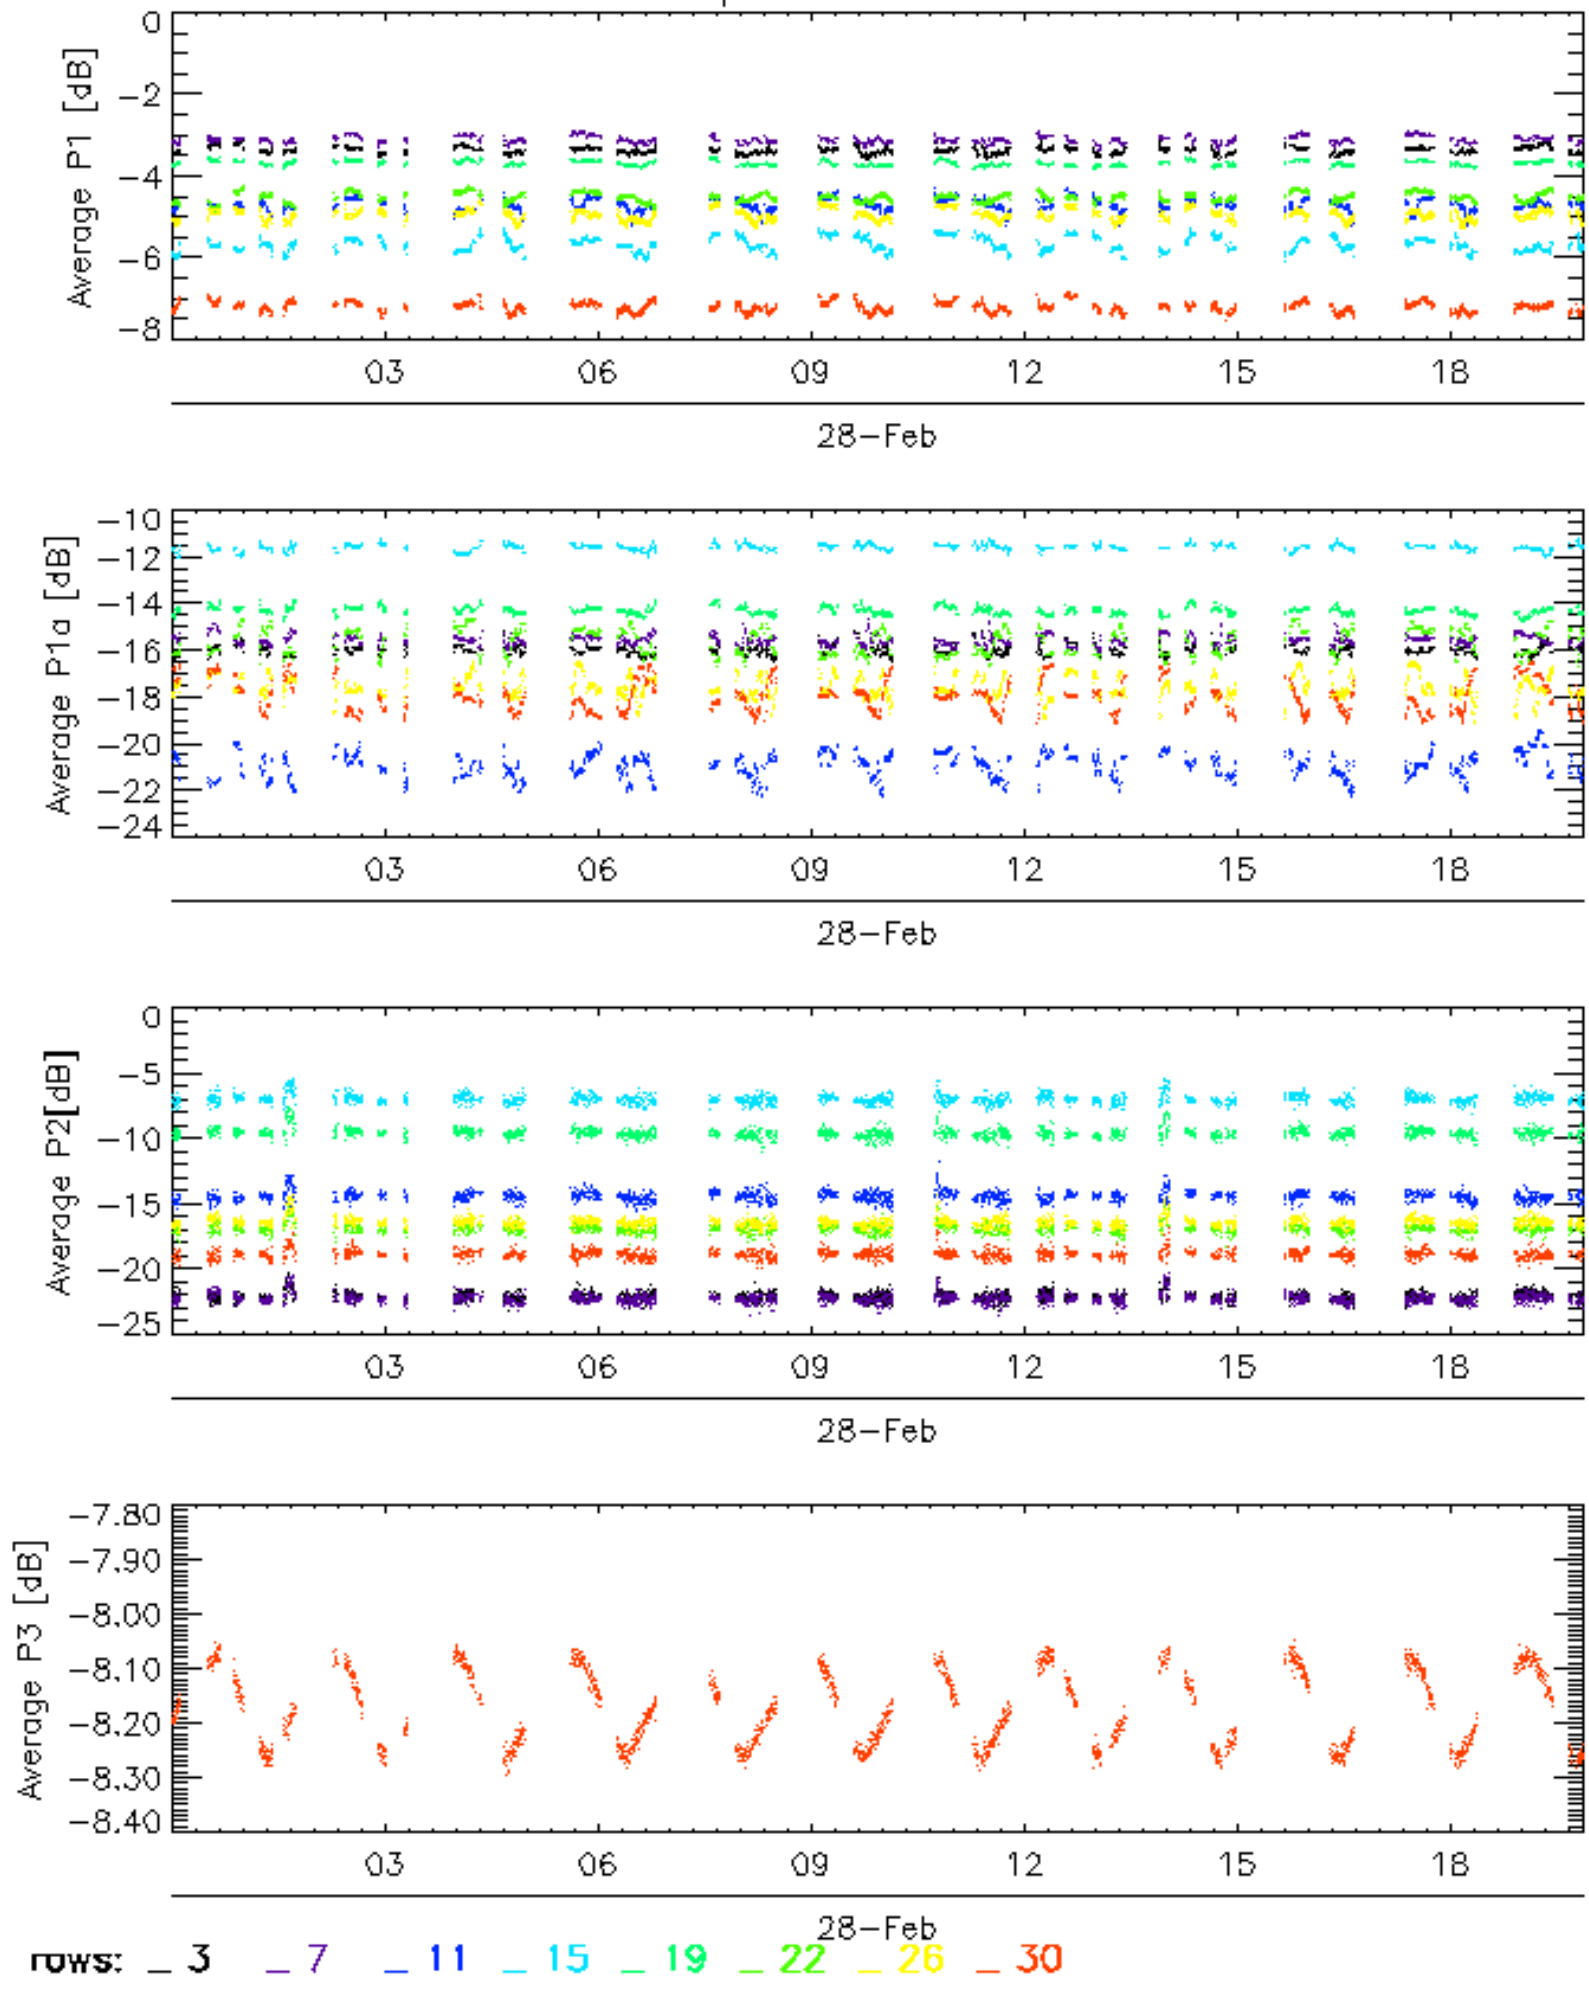 Average P1 [dB]
0
-2
-4
-6
-8
03 06 09 12 15 18
28-Feb
Average P1a [dB]
-10
-12
-14
-16
-18
-20
-22
-24
03 06 09 12 15 18
28-Feb
Average P2[dB]
0
-5
-10
-15
-20
-25
03 06 09 12 15 18
28-Feb
Average P3 [dB]
-7.80
-7.90
-8.00
-8.10
-8.20
-8.30
-8.40
03 06 09 12 15 18
28-Feb
rows: _ 3 _ 7 _ 11 _ 15 _ 19 _ 22 _ 26 _ 30